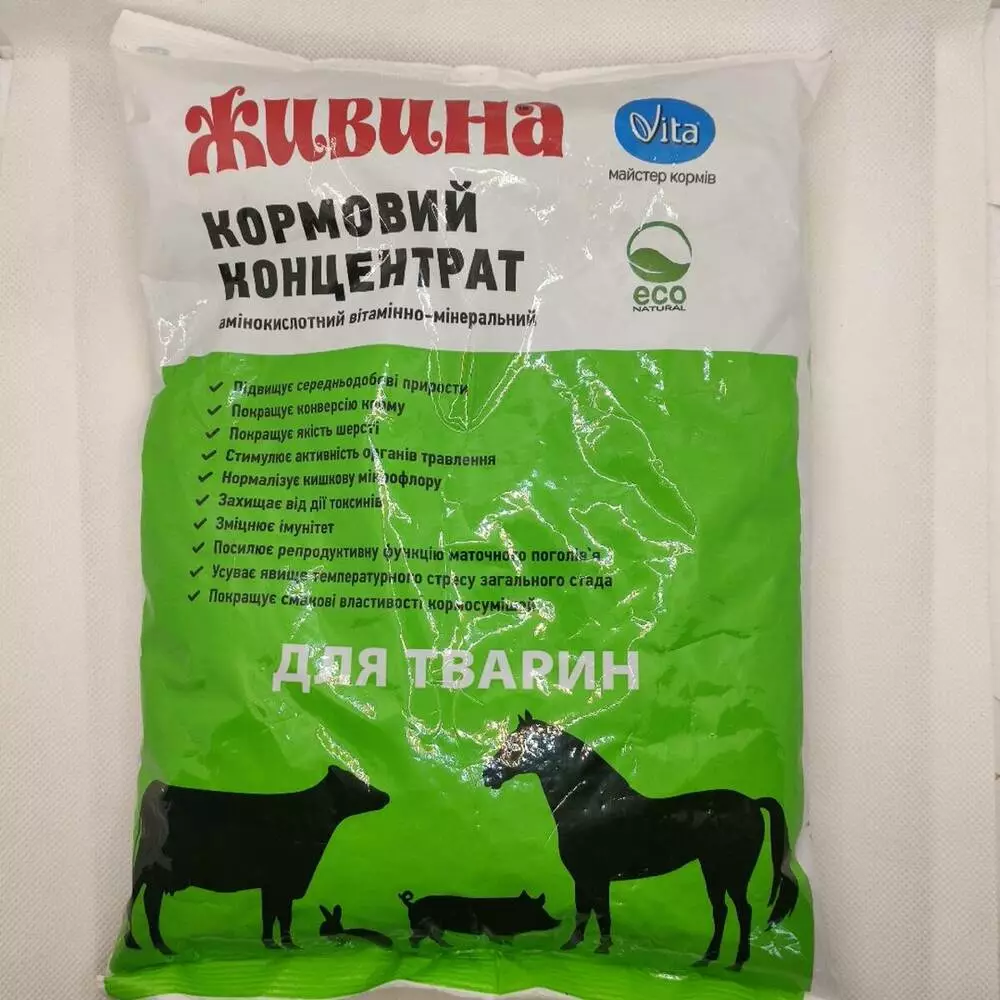 Живина
Vita
майстер кормів
КОРМОВИЙ
КОНЦЕНТРАТ
амінокислотний вітамінно-мінеральний
eco
NATURAL
Підвищує середньодобові прирости
Покращує конверсію корму
Покращує якість шерсті
Стимулює активність органів травлення
Нормалізує кишкову мікрофлору
Захищає від дії токсинів
Зміцнює імунітет
Посилює репродуктивну функцію маточного поголів'я
Усуває явище температурного стресу загального стада
Покращує смакові властивості кормосумішей
ДЛЯ ТВАРИН